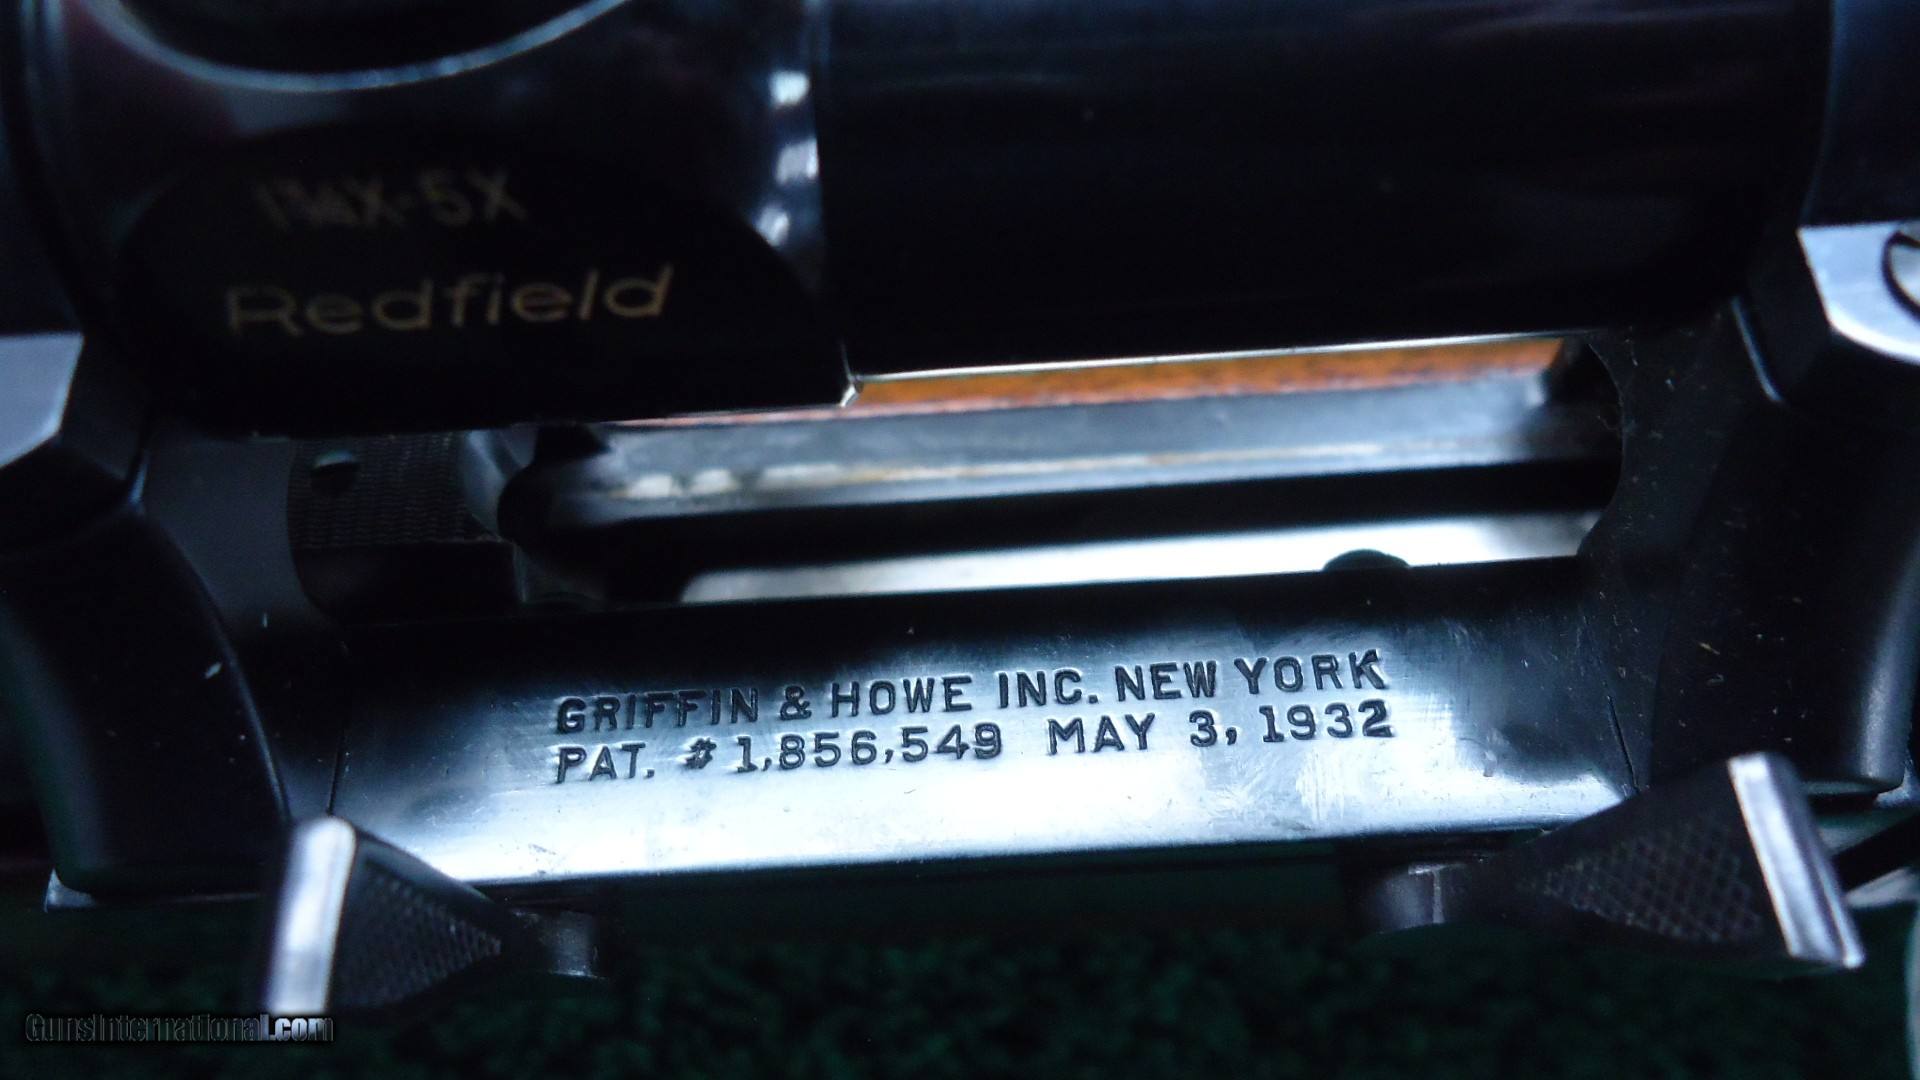 1¾X-5X
Redfield
GRIFFIN & HOWE INC. NEW YORK
PAT. # 1,856,549 MAY 3, 1932
GunsInternational.com